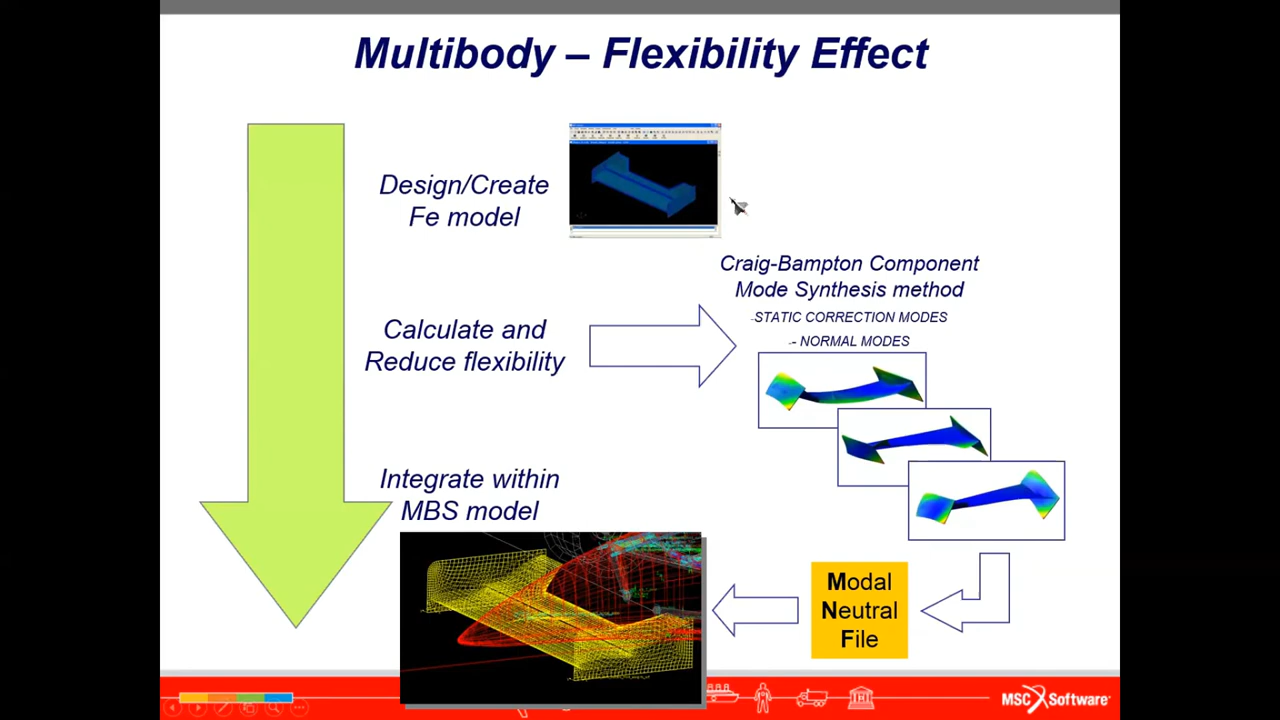 Multibody – Flexibility Effect
Design/Create
Fe model
Craig-Bampton Component
Mode Synthesis method
-STATIC CORRECTION MODES
-- NORMAL MODES
Calculate and
Reduce flexibility
Integrate within
MBS model
Modal
Neutral
File
MSC Software